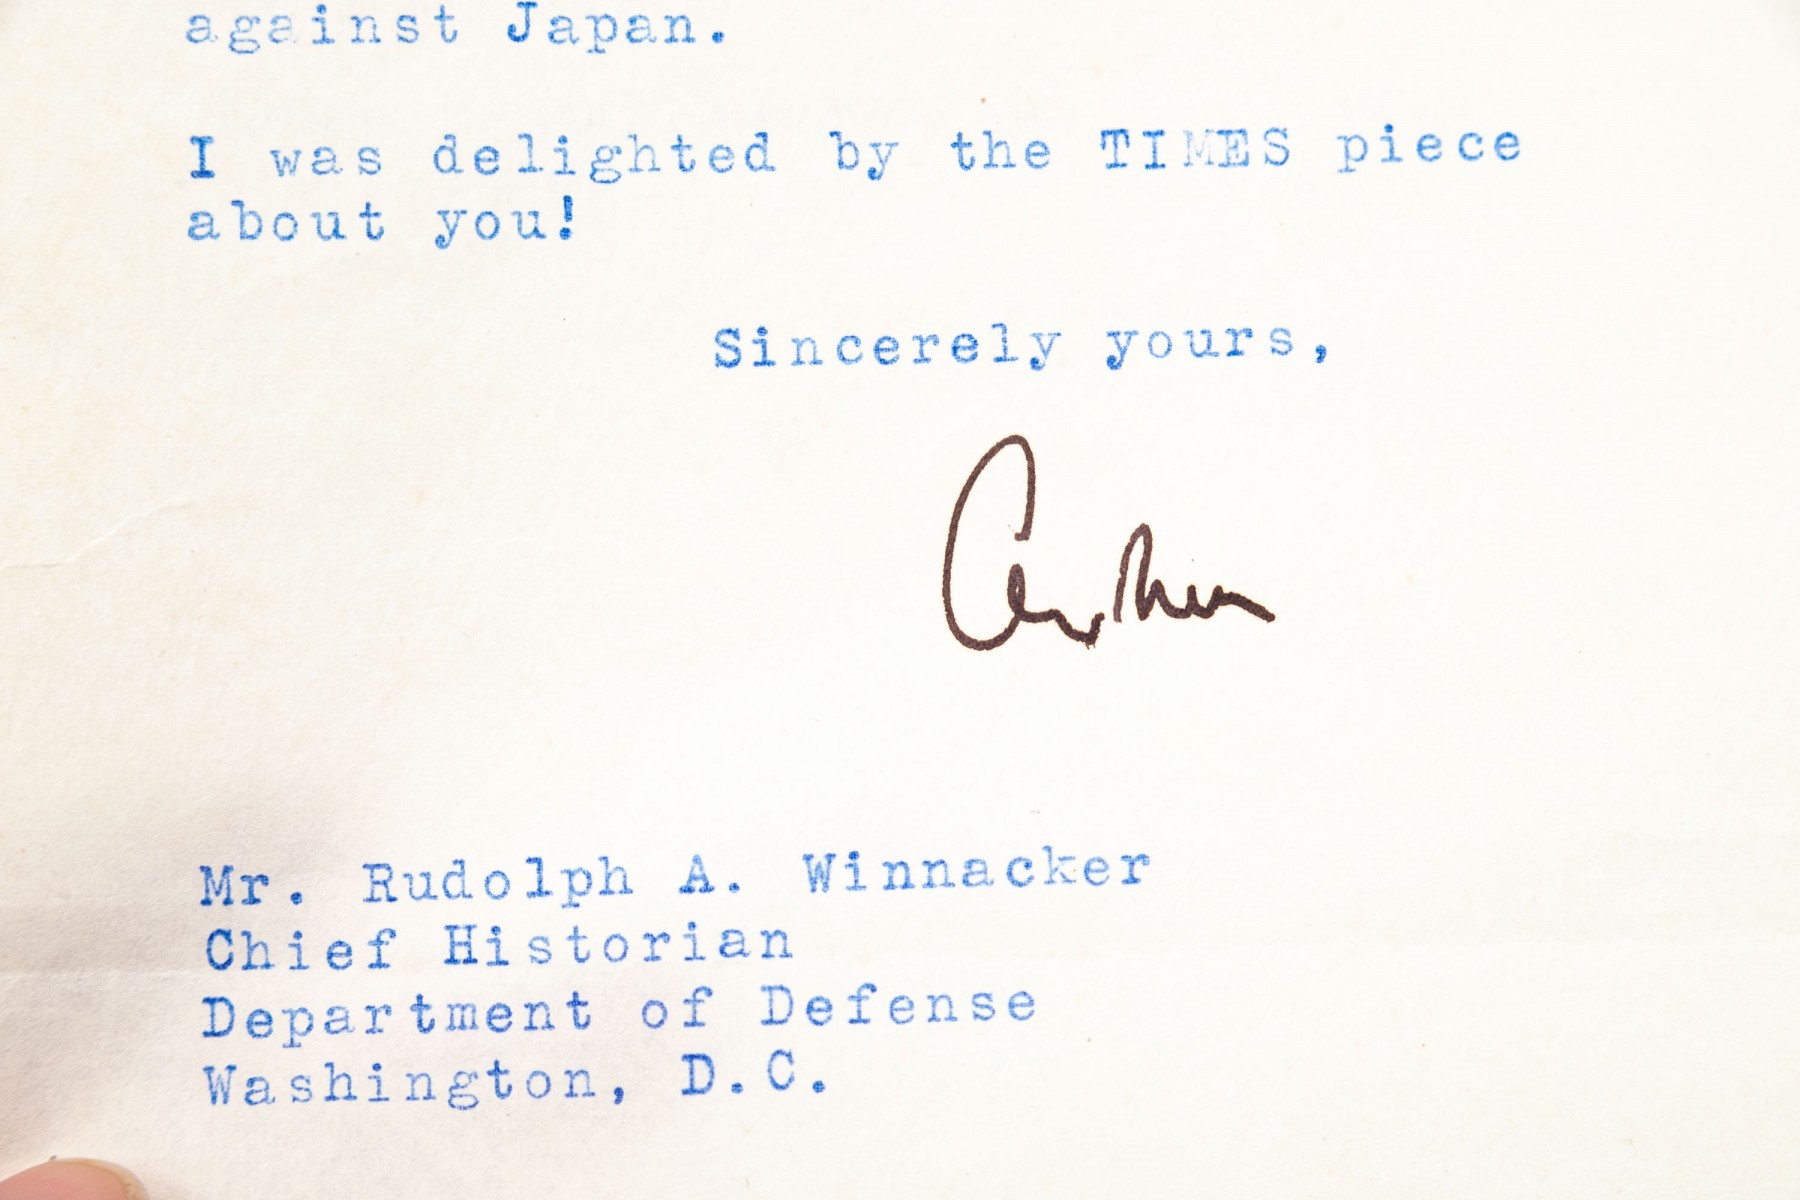 against Japan.
I was delighted by the TIMES piece
about you!
Sincerely yours,
Arthur
Mr. Rudolph A. Winnacker
Chief Historian
Department of Defense
Washington, D.C.